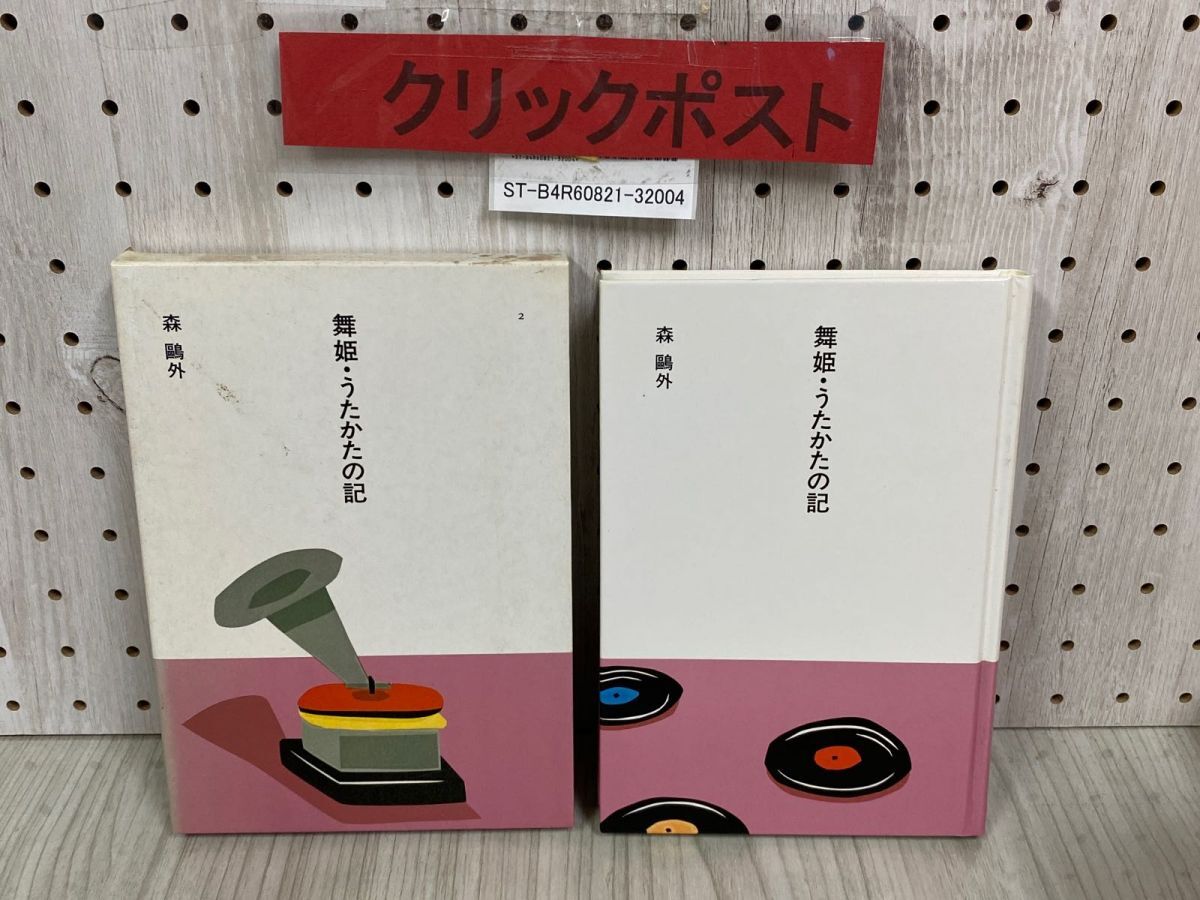 クリックポスト
ST-B4R60821-32004
2
舞姫・うたかたの記
森鷗外
舞姫・うたかたの記
森鷗外